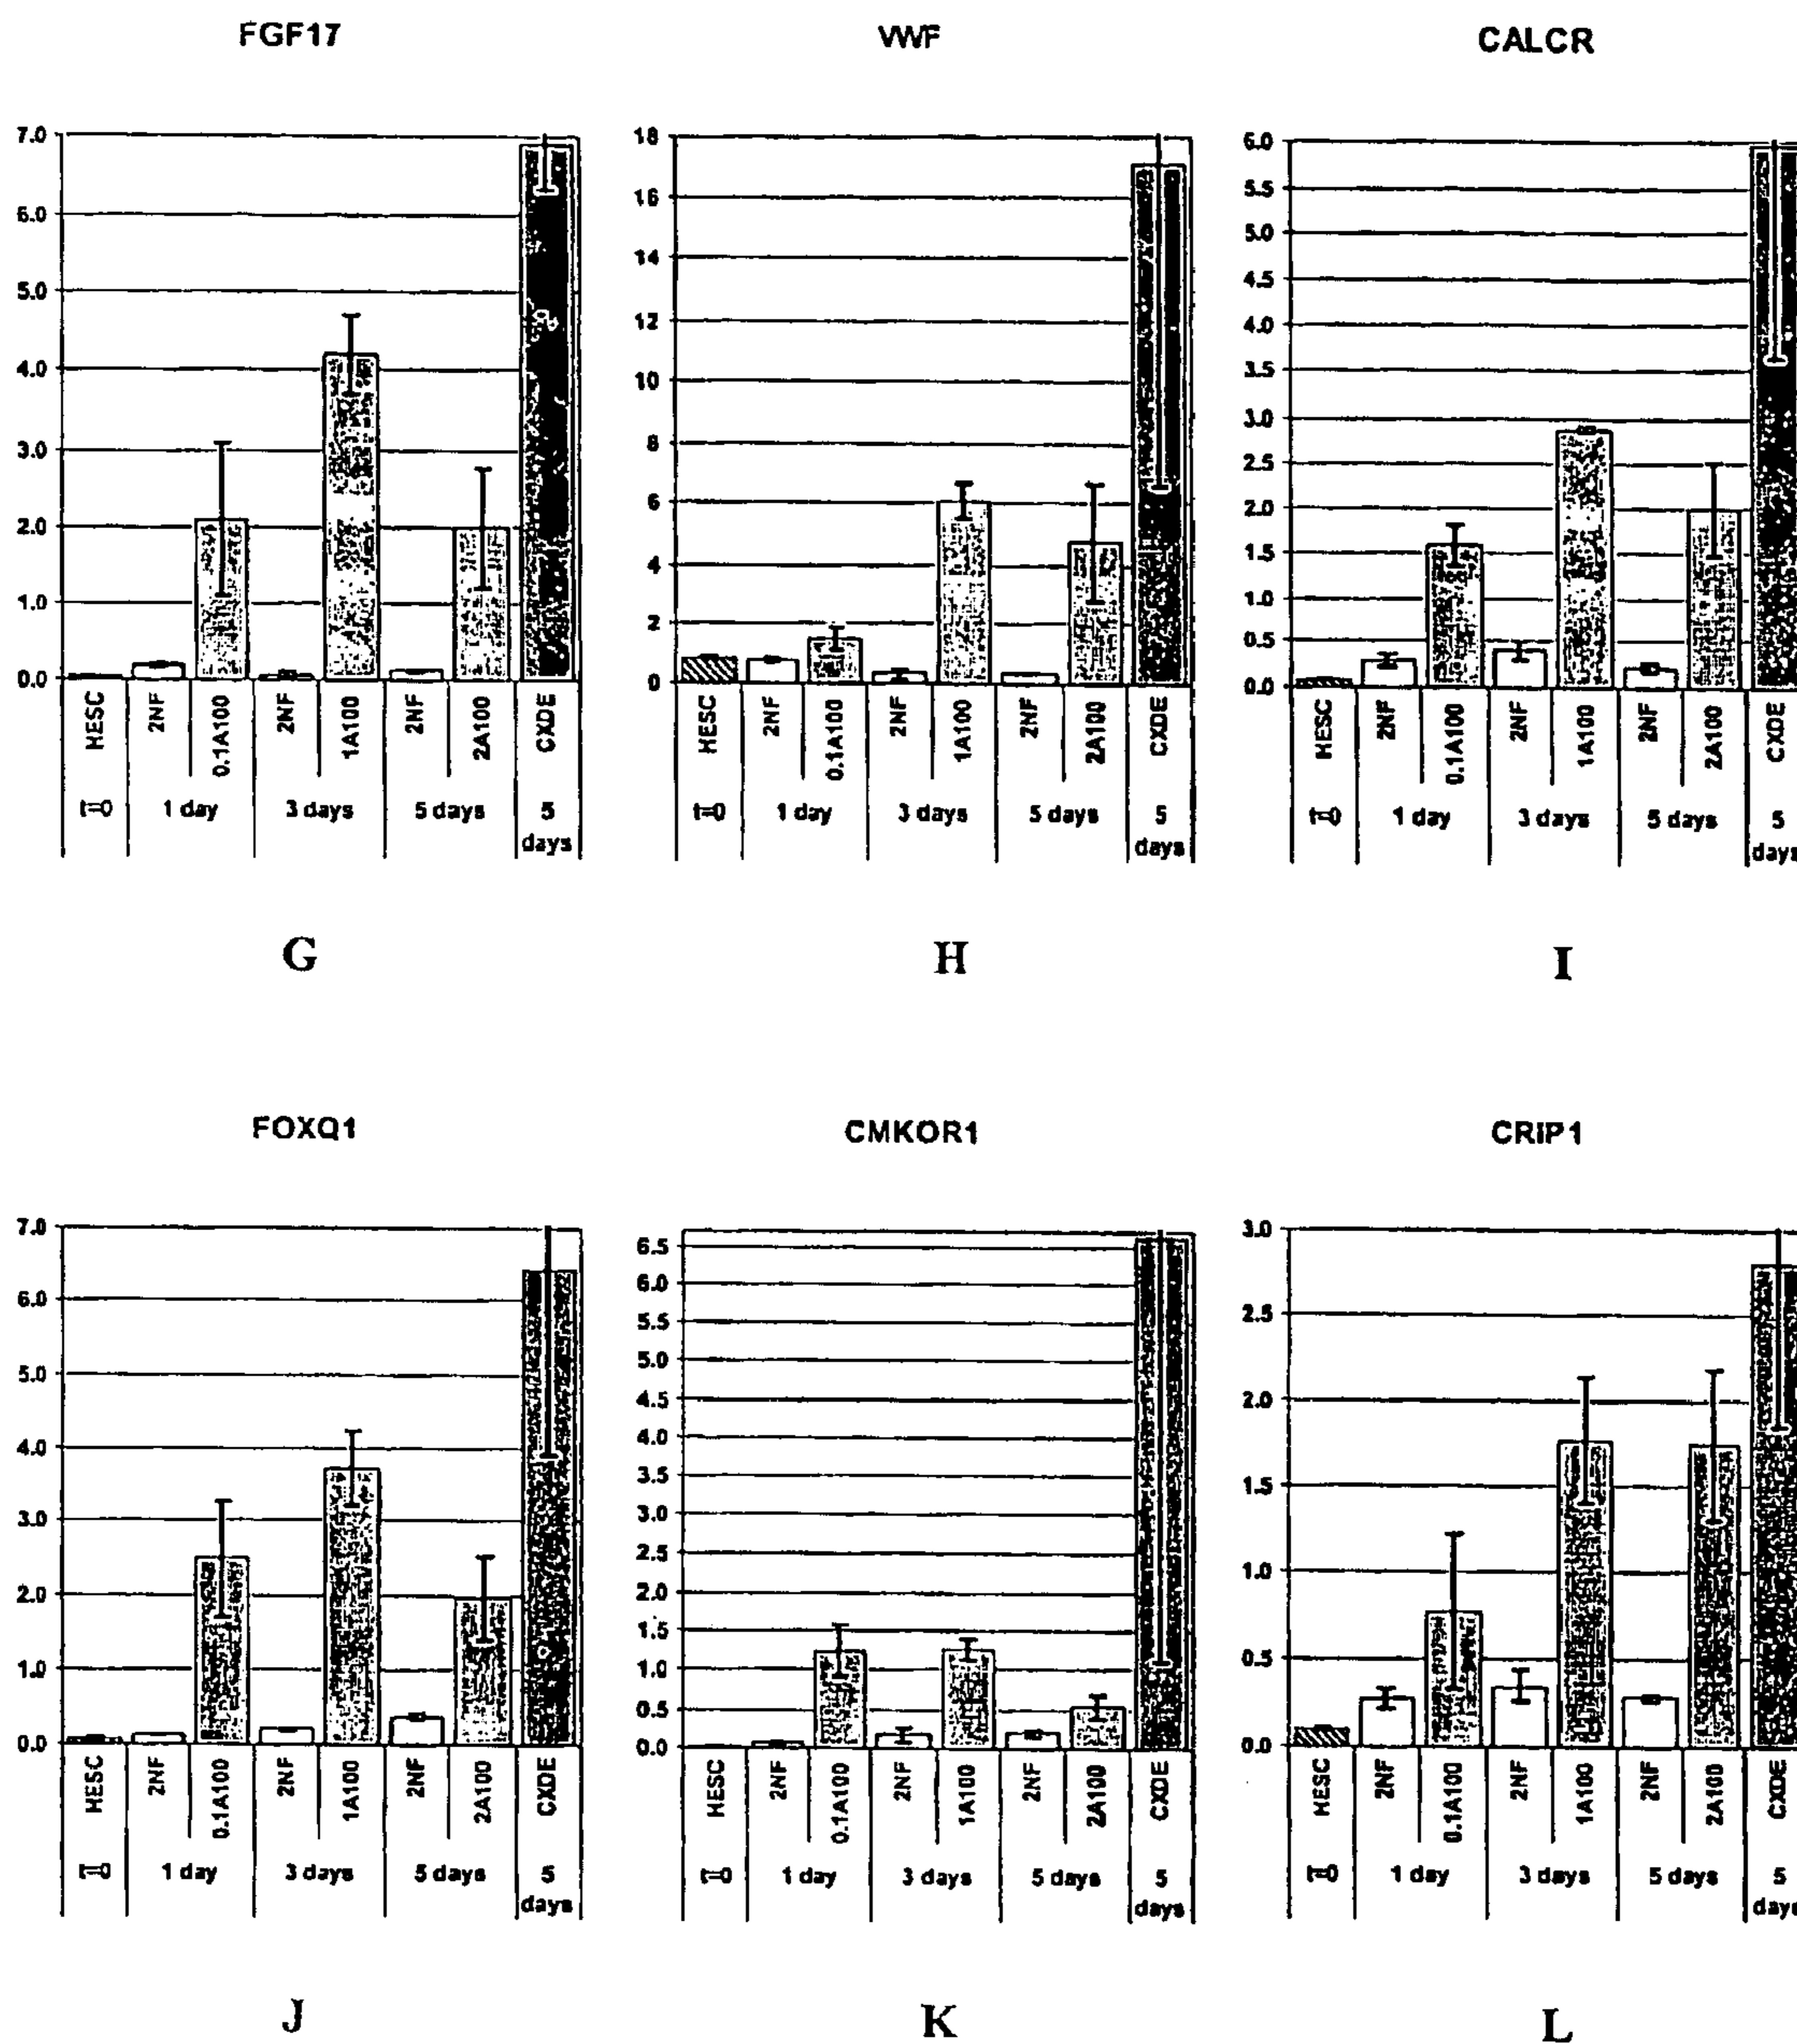 FGF17
7.0
6.0
5.0
4.0
3.0
2.0
1.0
0.0
HESC
2NF
0.1A100
2NF
1A100
2NF
2A100
CXDE
t=0
1 day
3 days
5 days
5
days
G
VWF
18
16
14
12
10
8
6
4
2
0
HESC
2NF
0.1A100
2NF
1A100
2NF
2A100
CXDE
t=0
1 day
3 days
5 days
5
days
H
CALCR
6.0
5.5
5.0
4.5
4.0
3.5
3.0
2.5
2.0
1.5
1.0
0.5
0.0
HESC
2NF
0.1A100
2NF
1A100
2NF
2A100
CXDE
t=0
1 day
3 days
5 days
5
days
I
FOXQ1
7.0
6.0
5.0
4.0
3.0
2.0
1.0
0.0
HESC
2NF
0.1A100
2NF
1A100
2NF
2A100
CXDE
t=0
1 day
3 days
5 days
5
days
J
CMKOR1
6.5
6.0
5.5
5.0
4.5
4.0
3.5
3.0
2.5
2.0
1.5
1.0
0.5
0.0
HESC
2NF
0.1A100
2NF
1A100
2NF
2A100
CXDE
t=0
1 day
3 days
5 days
5
days
K
CRIP1
3.0
2.5
2.0
1.5
1.0
0.5
0.0
HESC
2NF
0.1A100
2NF
1A100
2NF
2A100
CXDE
t=0
1 day
3 days
5 days
5
days
L